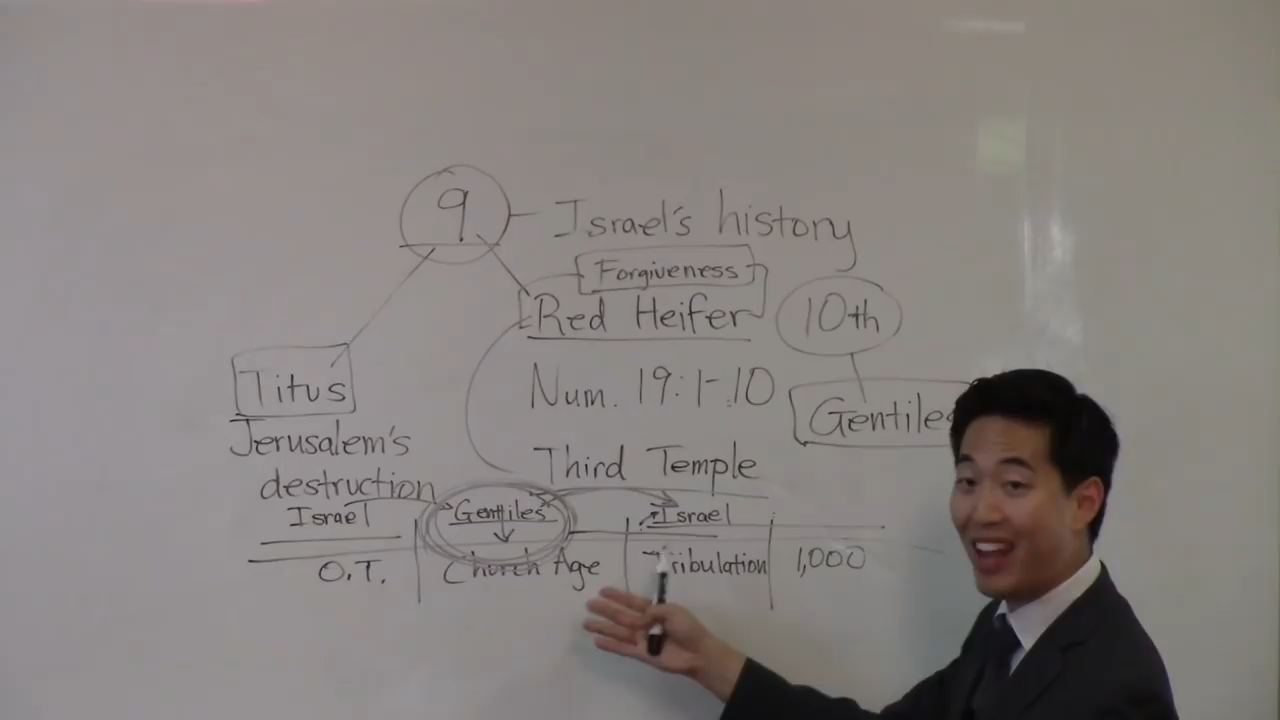 9 Israel's history
Forgiveness
Red Heifer
10th
Titus
Num. 19:1-10
Gentiles
Jerusalem's
destruction
Third Temple
Israel Gentiles Israel
O.T. Church Age Tribulation 1,000